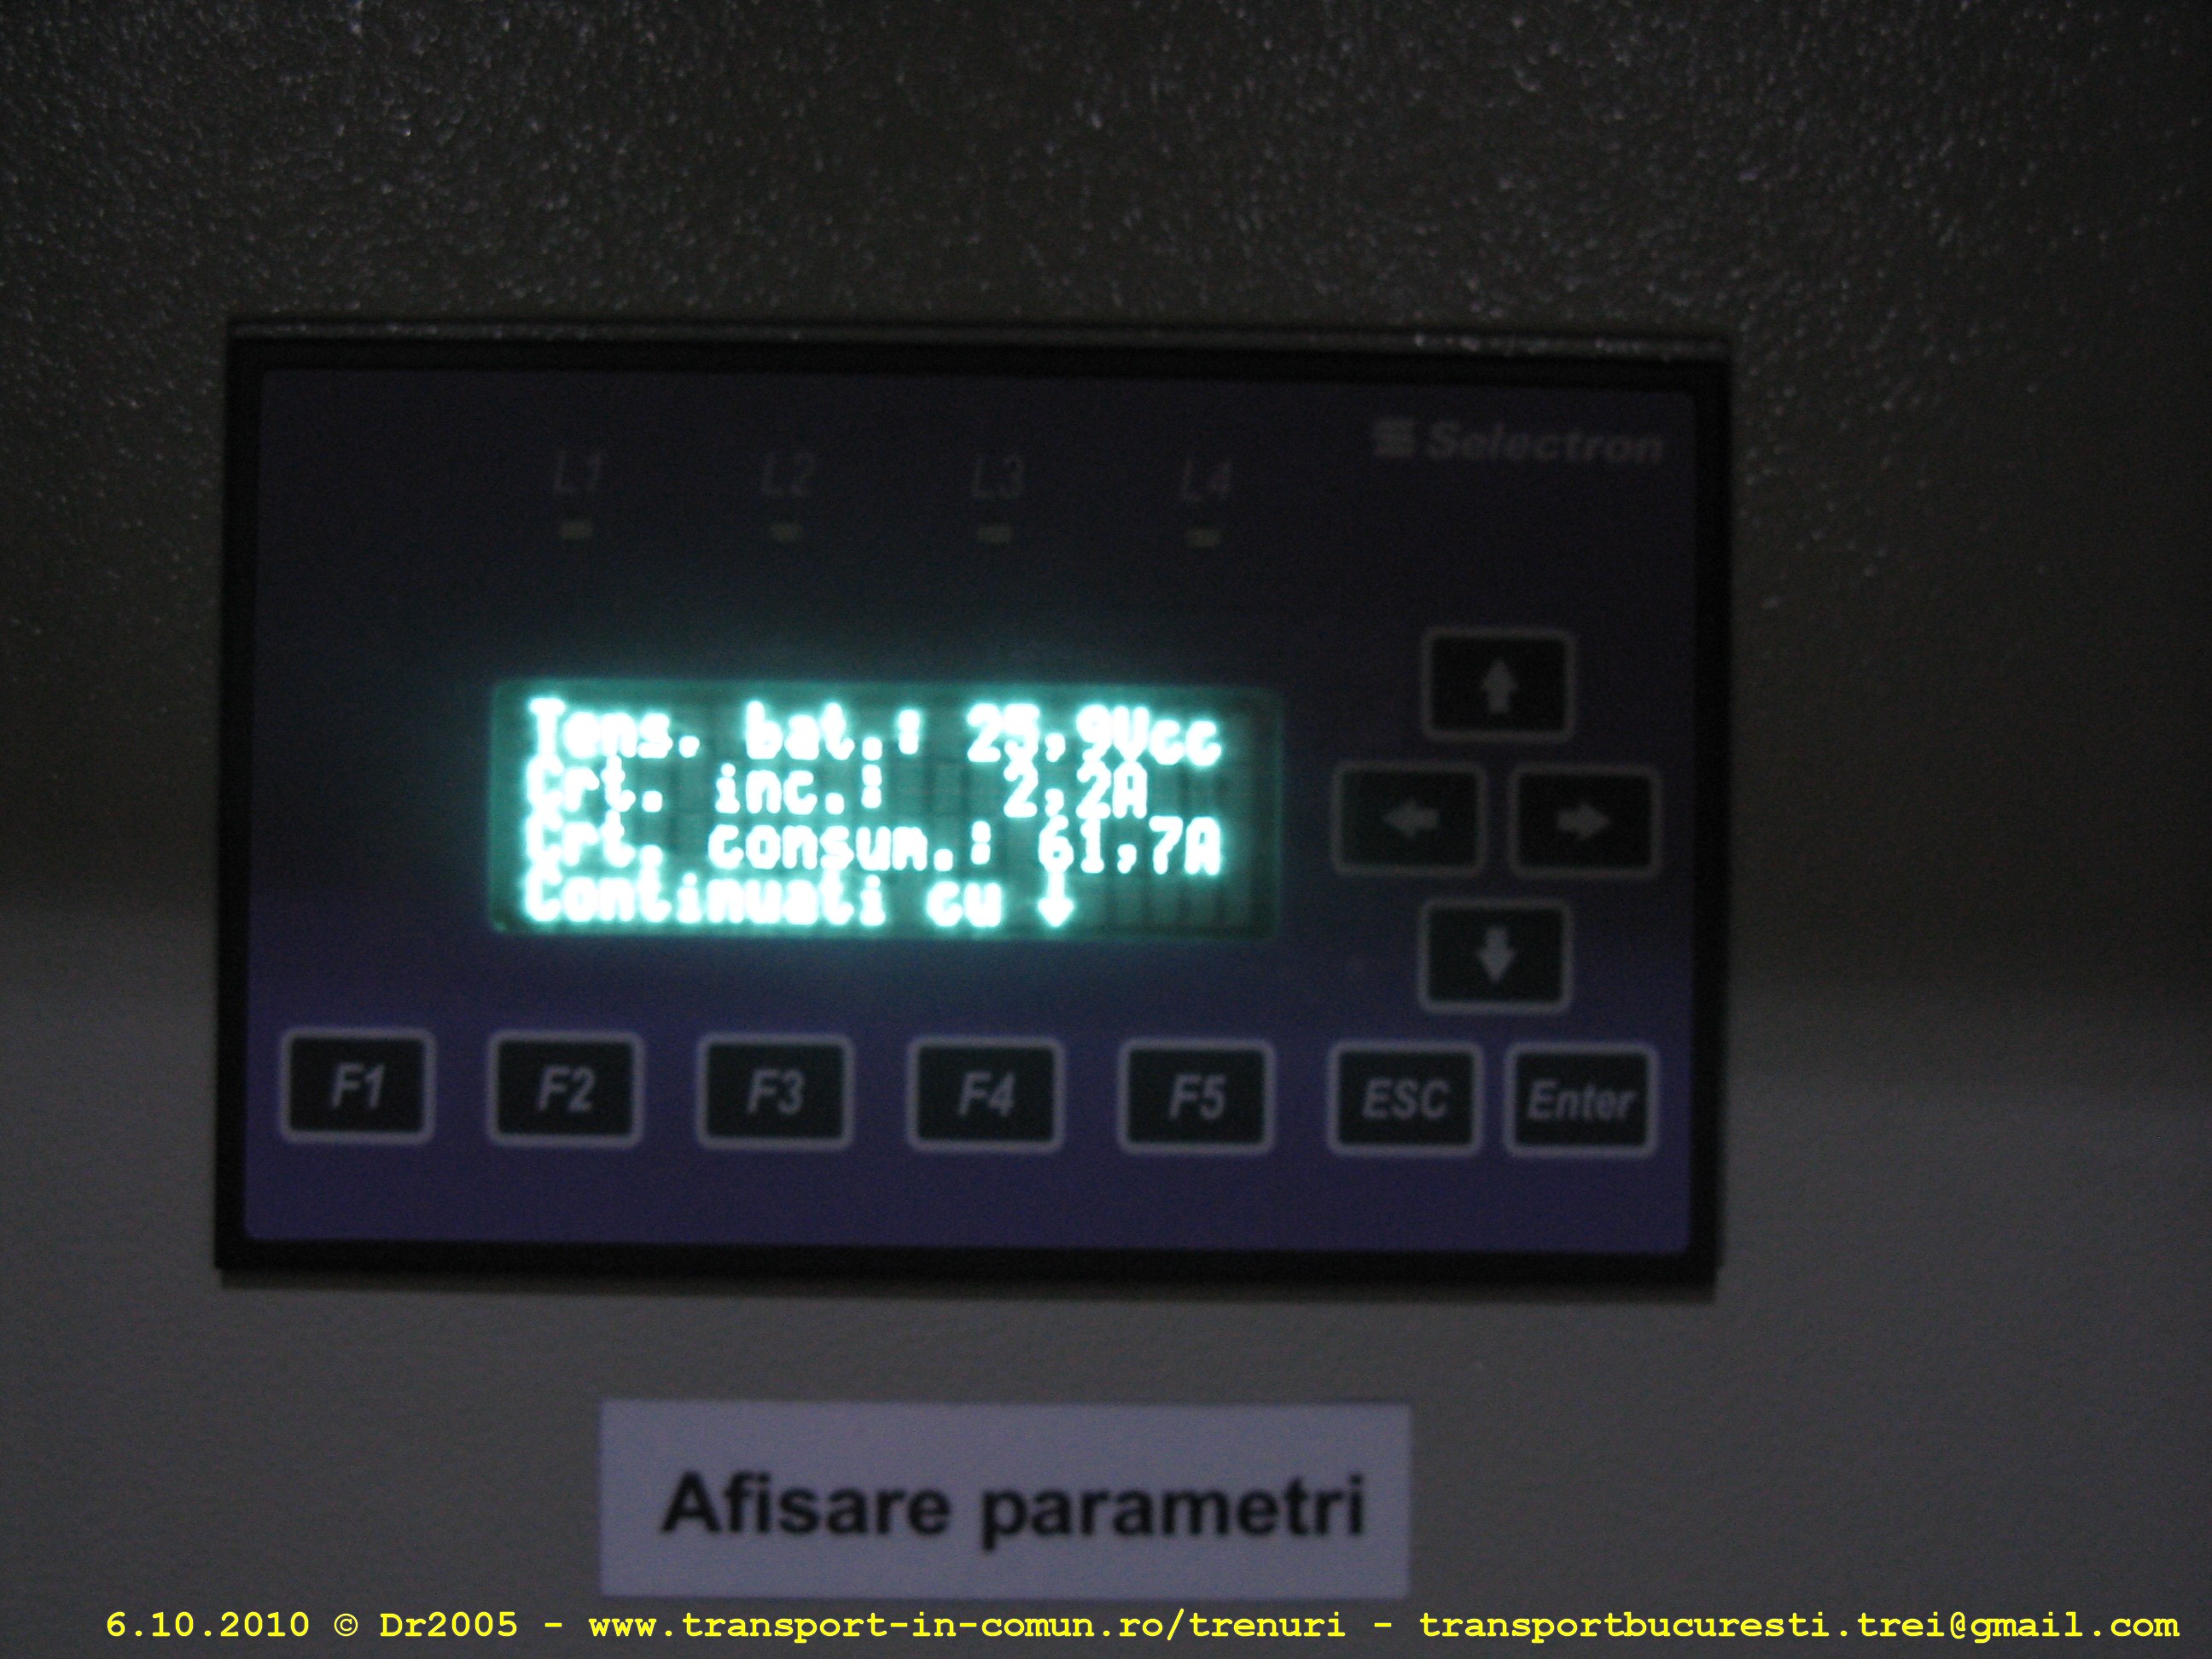 Selectron
L1 L2 L3 L4
Tens. bat.: 25,9Vcc
Crt. inc.: 2,2A
Crt. consum.: 61,7A
Continuati cu ↓
F1 F2 F3 F4 F5 ESC Enter
Afisare parametri
6.10.2010 © Dr2005 - www.transport-in-comun.ro/trenuri - transportbucuresti.trei@gmail.com